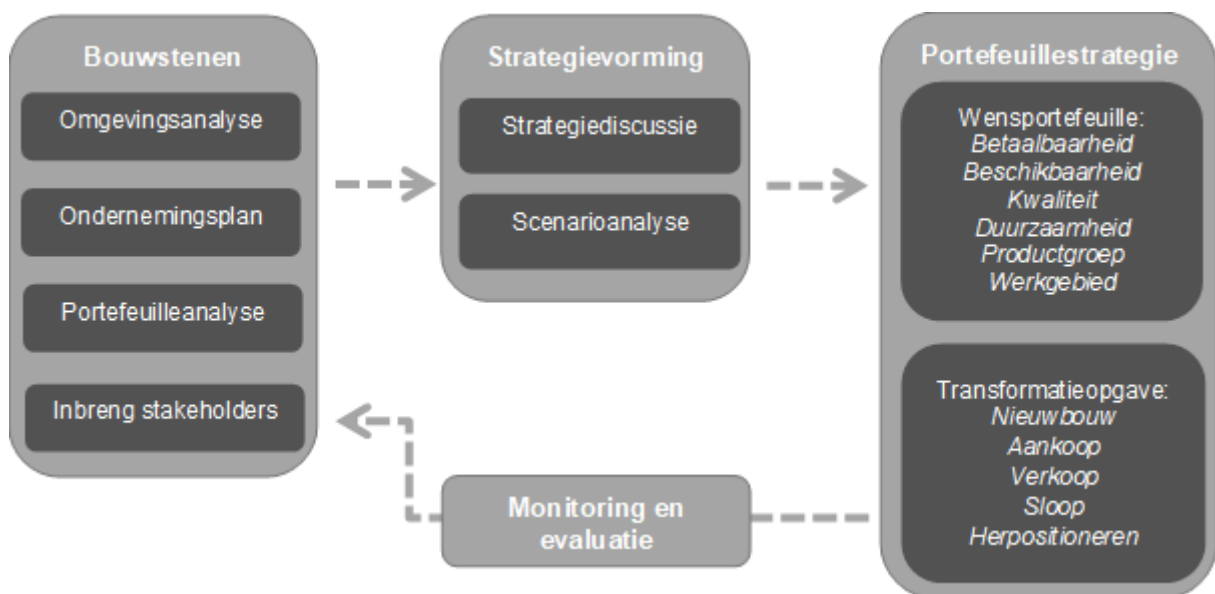 Bouwstenen
Omgevingsanalyse
Ondernemingsplan
Portefeuilleanalyse
Inbreng stakeholders
Strategievorming
Strategiediscussie
Scenarioanalyse
Portefeuillestrategie
Wensportefeuille:
Betaalbaarheid
Beschikbaarheid
Kwaliteit
Duurzaamheid
Productgroep
Werkgebied
Transformatieopgave:
Nieuwbouw
Aankoop
Verkoop
Sloop
Herpositioneren
Monitoring en
evaluatie